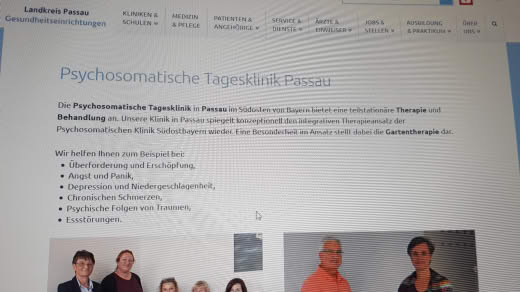 Landkreis Passau
Gesundheitseinrichtungen
KLINIKEN &
SCHULEN
MEDIZIN
& PFLEGE
PATIENTEN &
ANGEHÖRIGE
SERVICE &
DIENSTE
ÄRZTE &
EINWEISER
JOBS &
STELLEN
AUSBILDUNG
& PRAKTIKUM
ÜBER
UNS
Psychosomatische Tagesklinik Passau
Die Psychosomatische Tagesklinik in Passau im Südosten von Bayern bietet eine teilstationäre Therapie und
Behandlung an. Unsere Klinik in Passau spiegelt konzeptionell den integrativen Therapieansatz der
Psychosomatischen Klinik Südostbayern wieder. Eine Besonderheit im Ansatz stellt dabei die Gartentherapie dar.
Wir helfen Ihnen zum Beispiel bei:
• Überforderung und Erschöpfung,
• Angst und Panik,
• Depression und Niedergeschlagenheit,
• Chronischen Schmerzen,
• Psychische Folgen von Traumen,
• Essstörungen.